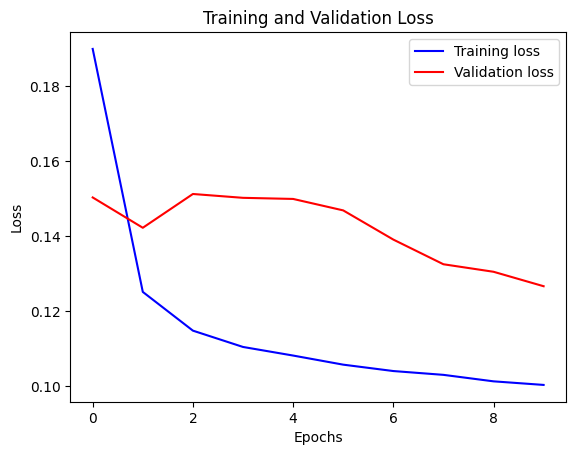 Training and Validation Loss
Training loss
Validation loss
Loss
0.18
0.16
0.14
0.12
0.10
0 2 4 6 8
Epochs